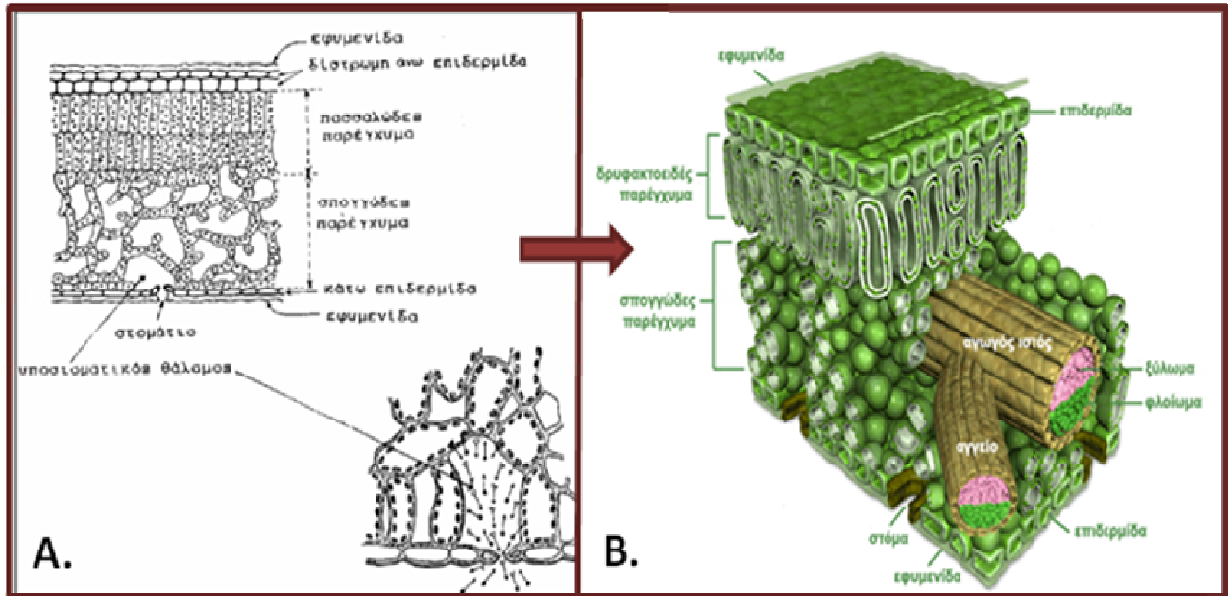 εφυμενίδα
δίστρωμη άνω επιδερμίδα
πασσαλώδες
παρέγχυμα
σπογγώδες
παρέγχυμα
κάτω επιδερμίδα
εφυμενίδα
στομάτιο
υποστοματικός θάλαμος
A.
εφυμενίδα
επιδερμίδα
δρυφακτοειδές
παρέγχυμα
σπογγώδες
παρέγχυμα
αγωγός ιστός
ξύλωμα
φλοίωμα
αγγείο
στόμα
επιδερμίδα
εφυμενίδα
B.